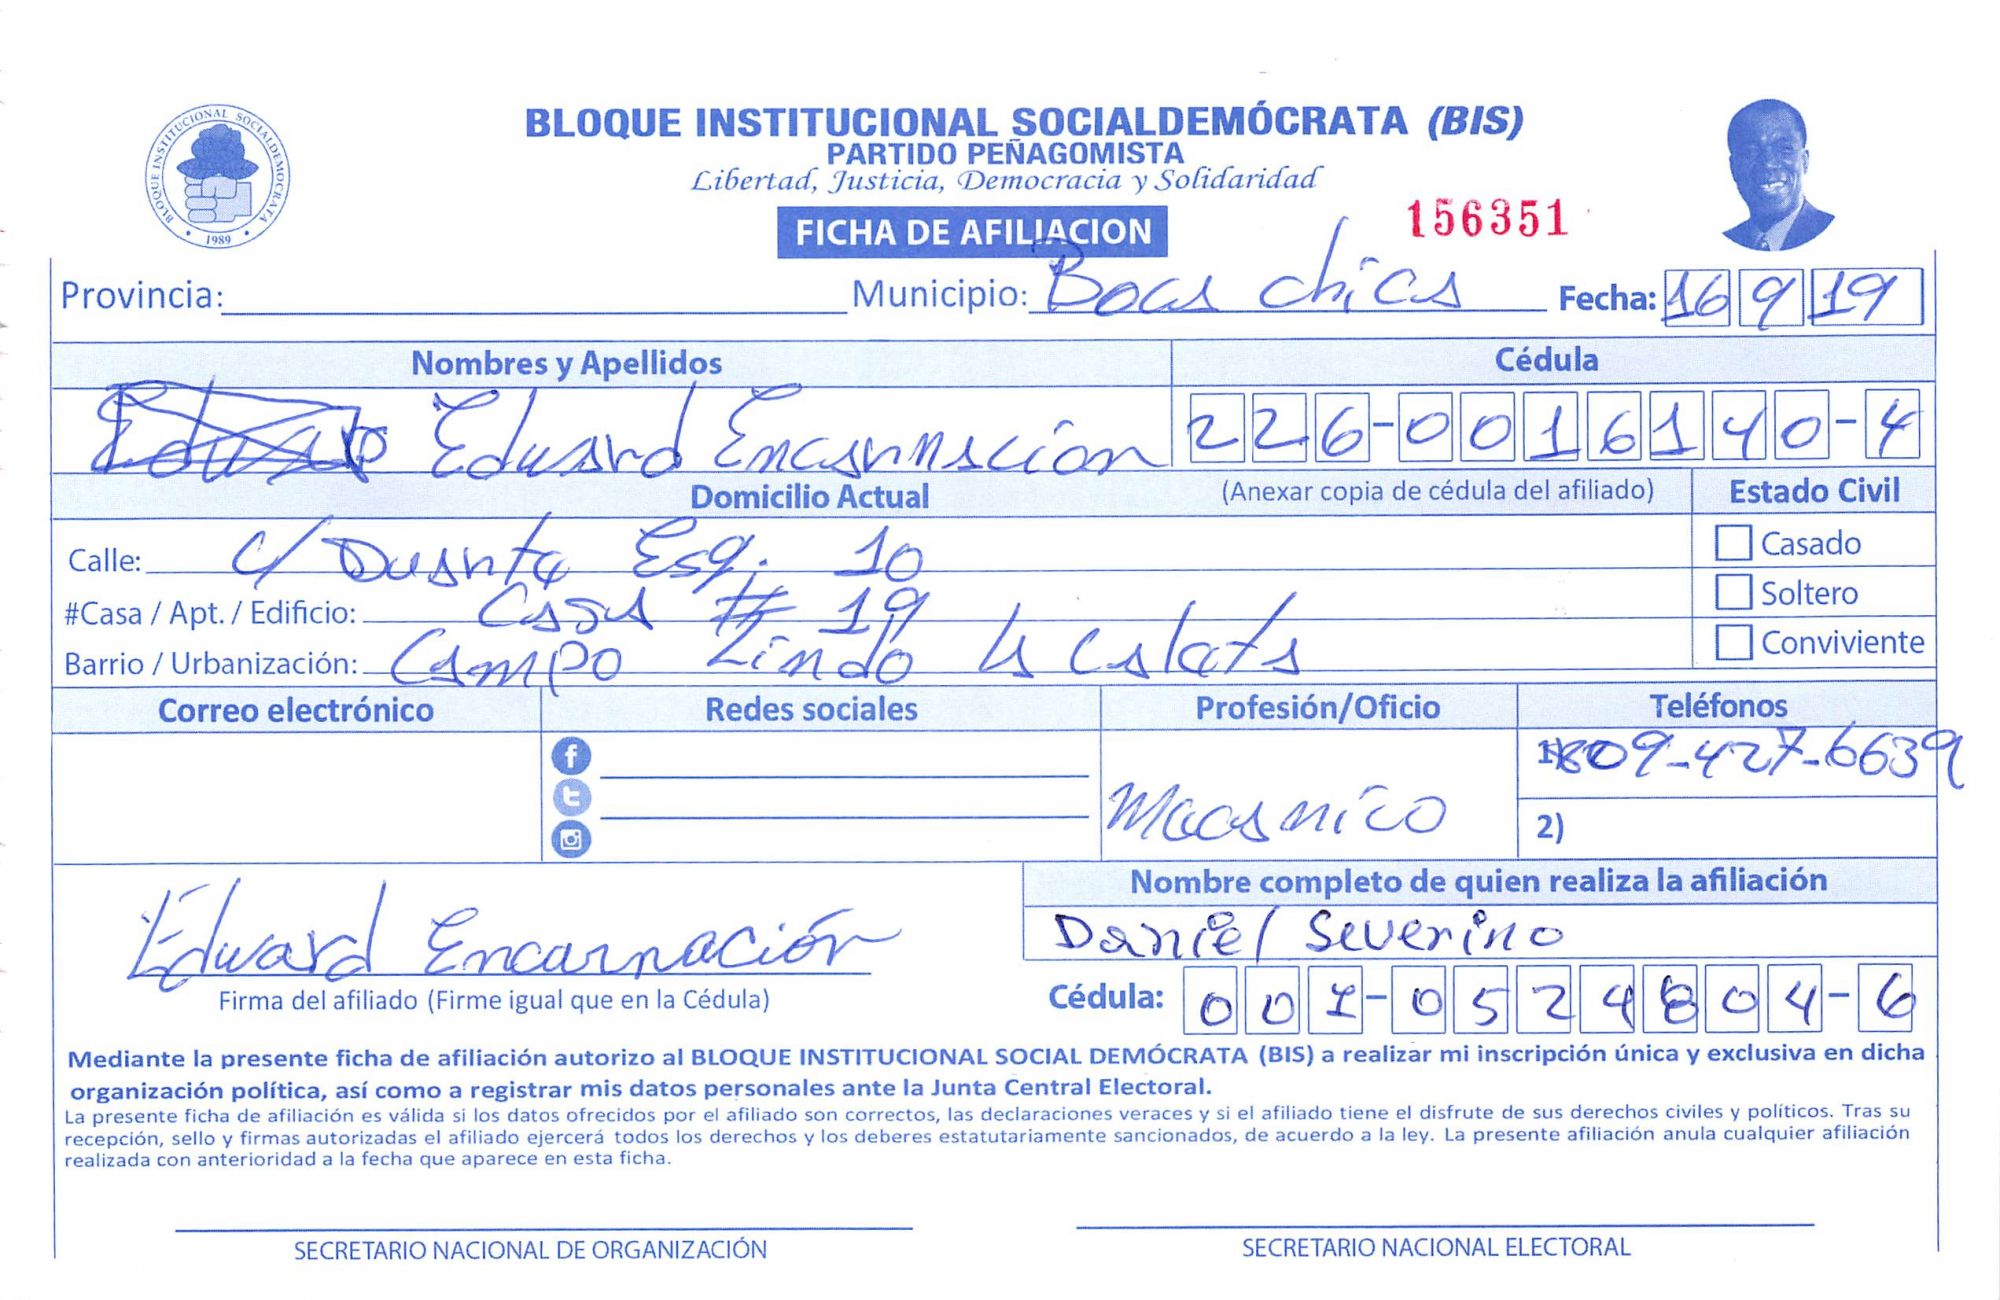 BLOQUE INSTITUCIONAL SOCIALDEMÓCRATA (BIS)
PARTIDO PEÑAGOMISTA
Libertad, Justicia, Democracia y Solidaridad
BLOQUE INSTITUCIONAL SOCIALDEMOCRATA
1989
FICHA DE AFILIACION
156351
Provincia: Municipio: Boca chica Fecha: 16 9 19
Nombres y Apellidos Cédula
Eduard Encarnacion 226-0016140-4
Domicilio Actual (Anexar copia de cédula del afiliado) Estado Civil
Calle: c/ Duarte Esq. 10 Casado
#Casa / Apt. / Edificio: Casa # 19 Soltero
Barrio / Urbanización: Campo Lindo La Caleta Conviviente
Correo electrónico Redes sociales Profesión/Oficio Teléfonos
1) 809-427-6639
Mecanico
2)
Nombre completo de quien realiza la afiliación
Daniel Severino
Eduard Encarnación
Firma del afiliado (Firme igual que en la Cédula) Cédula: 001-0524804-6
Mediante la presente ficha de afiliación autorizo al BLOQUE INSTITUCIONAL SOCIAL DEMÓCRATA (BIS) a realizar mi inscripción única y exclusiva en dicha
organización política, así como a registrar mis datos personales ante la Junta Central Electoral.
La presente ficha de afiliación es válida si los datos ofrecidos por el afiliado son correctos, las declaraciones veraces y si el afiliado tiene el disfrute de sus derechos civiles y políticos. Tras su
recepción, sello y firmas autorizadas el afiliado ejercerá todos los derechos y los deberes estatutariamente sancionados, de acuerdo a la ley. La presente afiliación anula cualquier afiliación
realizada con anterioridad a la fecha que aparece en esta ficha.
SECRETARIO NACIONAL DE ORGANIZACIÓN SECRETARIO NACIONAL ELECTORAL